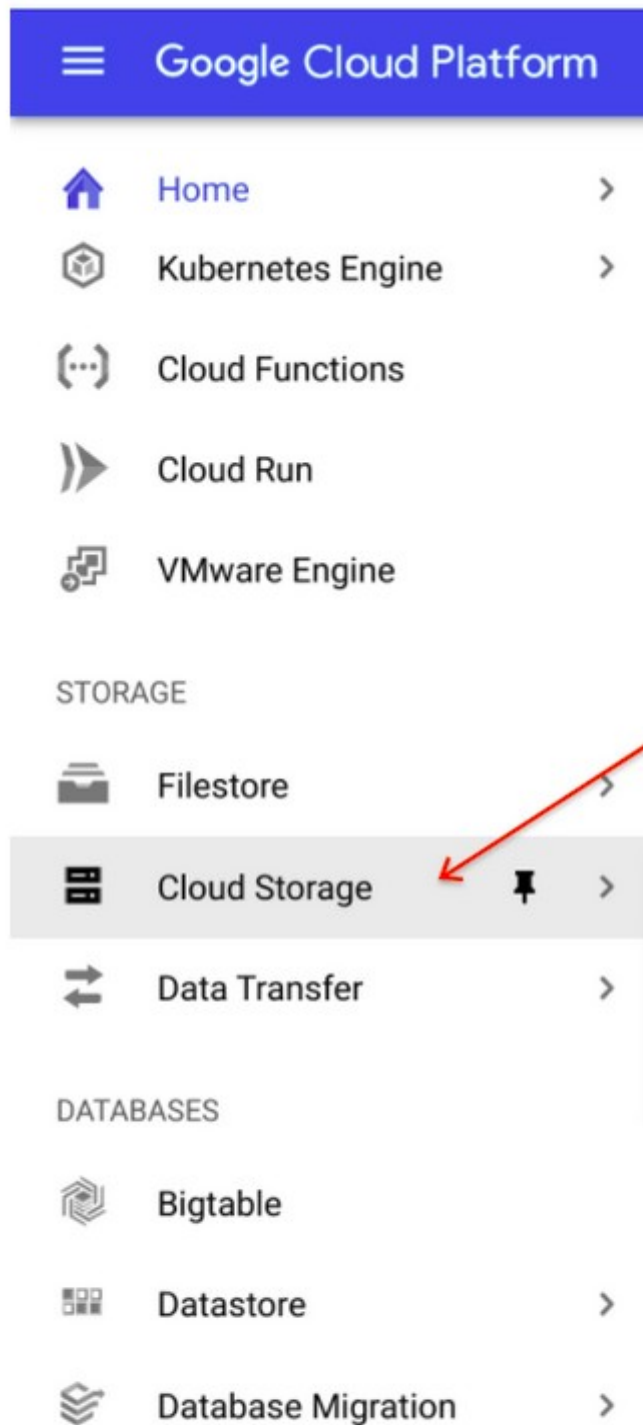 Google Cloud Platform
Home
Kubernetes Engine
Cloud Functions
Cloud Run
VMware Engine
STORAGE
Filestore
Cloud Storage
Data Transfer
DATABASES
Bigtable
Datastore
Database Migration